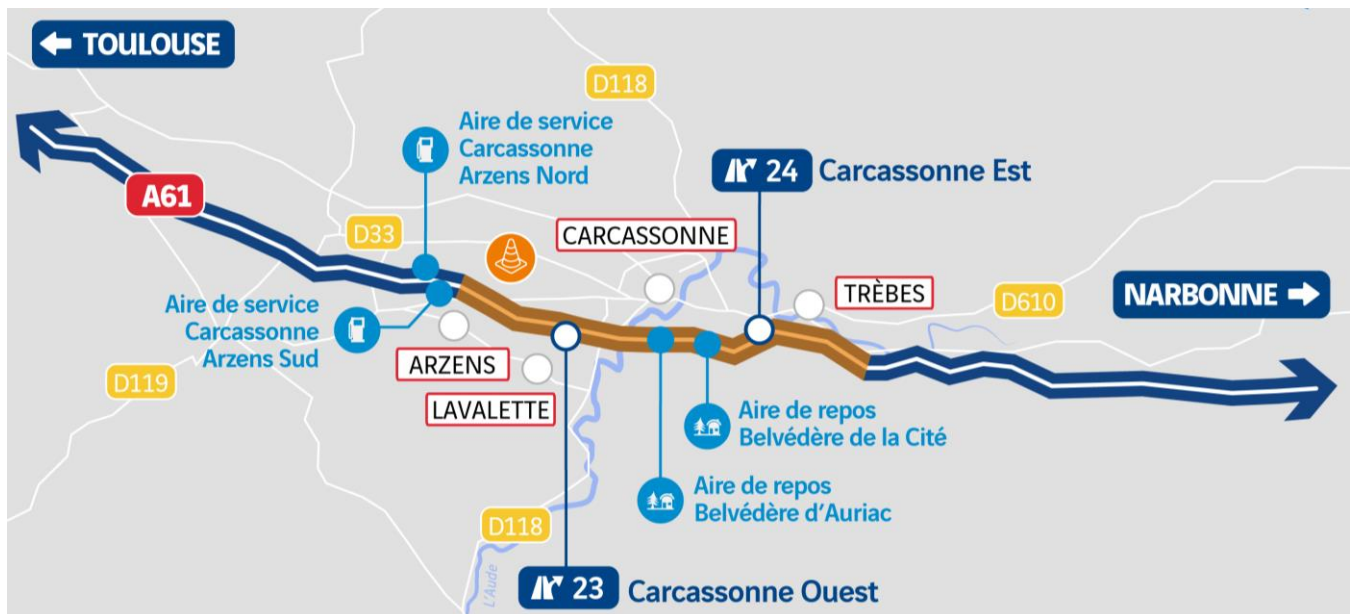 TOULOUSE
D118
Aire de service
Carcassonne
Arzens Nord
24 Carcassonne Est
A61
D33
CARCASSONNE
TRÈBES
D610
NARBONNE
Aire de service
Carcassonne
Arzens Sud
ARZENS
D119
LAVALETTE
Aire de repos
Belvédère de la Cité
Aire de repos
Belvédère d’Auriac
D118
L'Aude
23 Carcassonne Ouest